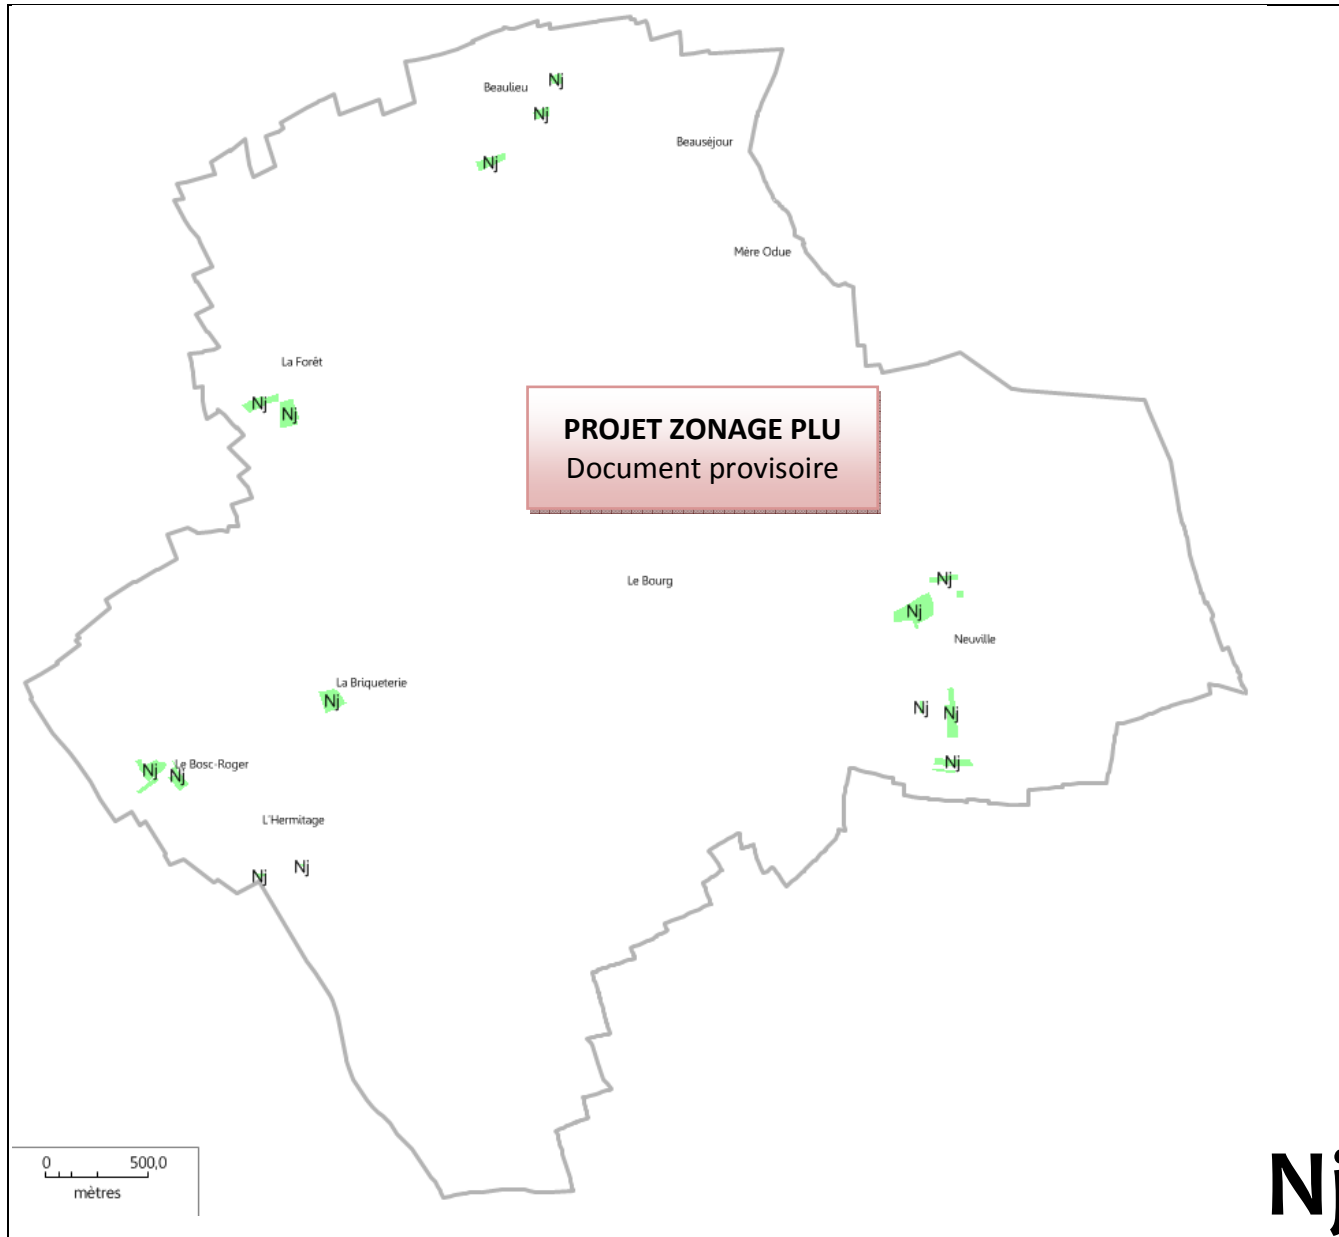 Nj
Beaulieu
Nj
Beauséjour
Nj
Mère Odue
La Forêt
Nj
Nj
PROJET ZONAGE PLU
Document provisoire
Nj
Le Bourg
Nj
Neuville
La Briqueterie
Nj
Nj
Nj
Nj
Le Bosc-Roger
Nj
Nj
L'Hermitage
Nj
Nj
0 500,0
mètres
Nj